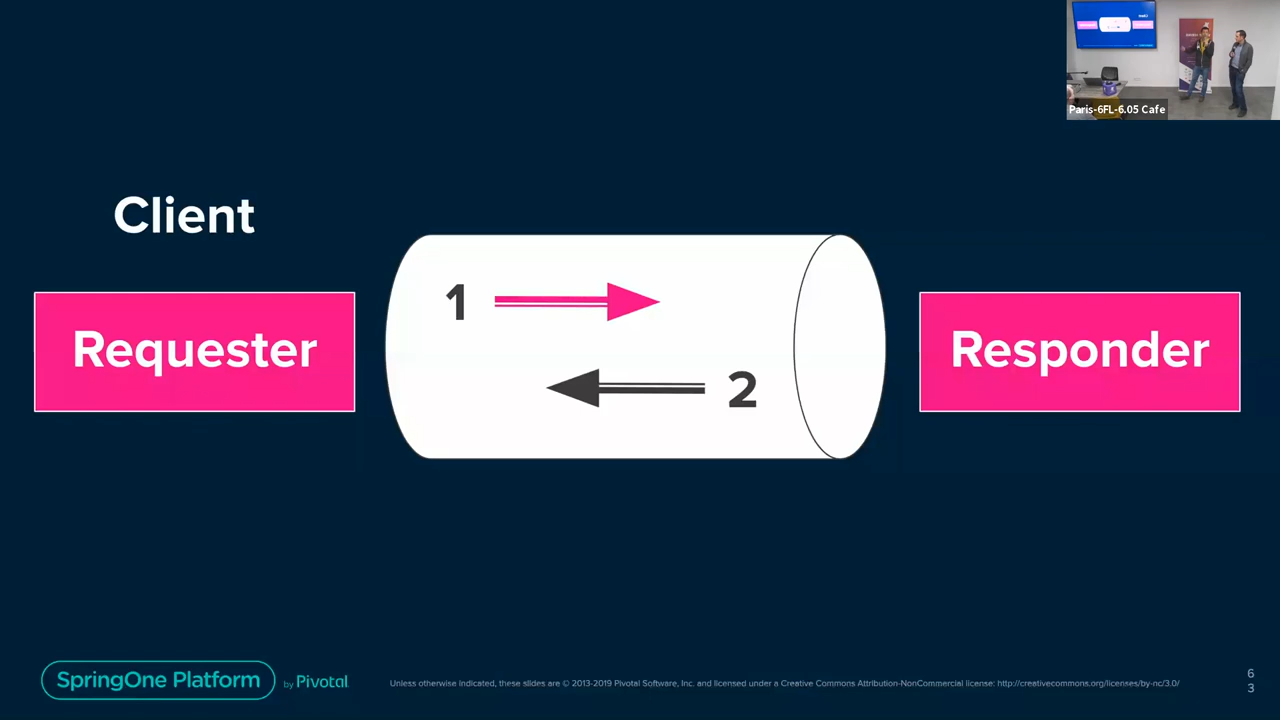 Paris-6FL-6.05 Cafe
Client
1
Requester
Responder
2
SpringOne Platform by Pivotal
Unless otherwise indicated, these slides are © 2013-2019 Pivotal Software, Inc. and licensed under a Creative Commons Attribution-NonCommercial license: http://creativecommons.org/licenses/by-nc/3.0/
6
3